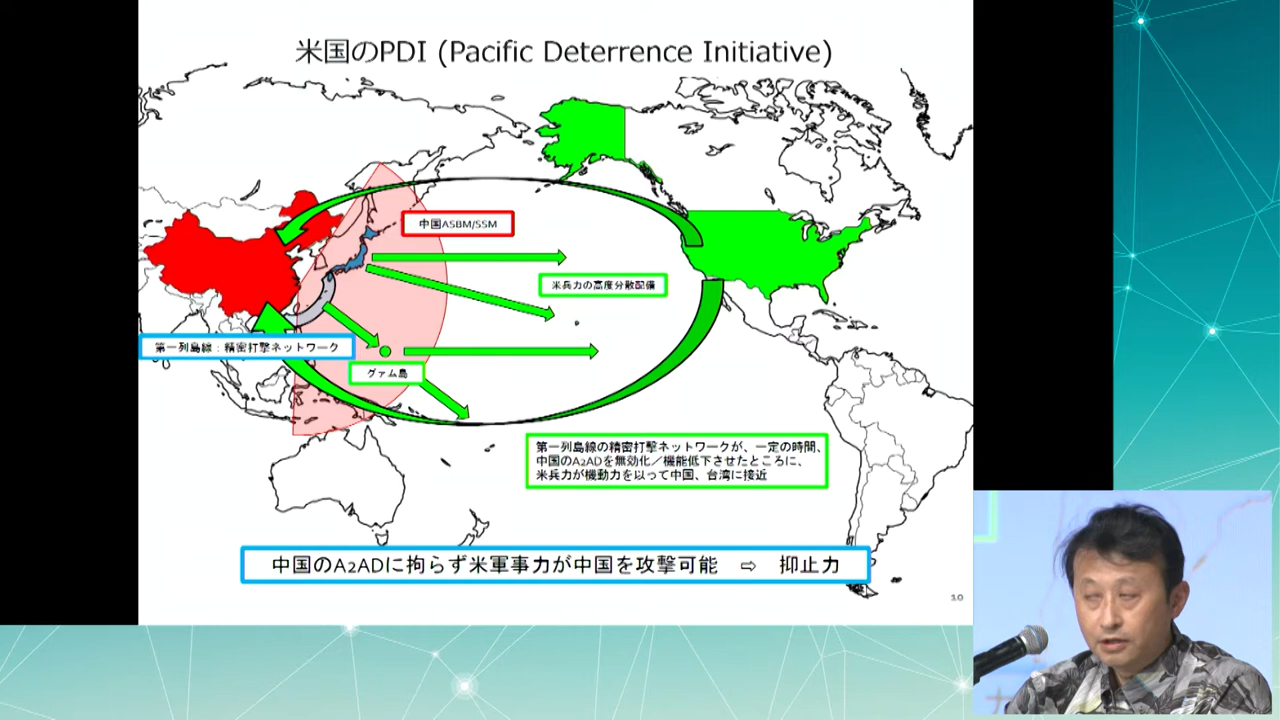 米国のPDI (Pacific Deterrence Initiative)
中国ASBM/SSM
米兵力の高度分散配備
第一列島線：精密打撃ネットワーク
グァム島
第一列島線の精密打撃ネットワークが、一定の時間、
中国のA2ADを無効化／機能低下させたところに、
米兵力が機動力を以って中国、台湾に接近
中国のA2ADに拘らず米軍事力が中国を攻撃可能 ⇨ 抑止力
10